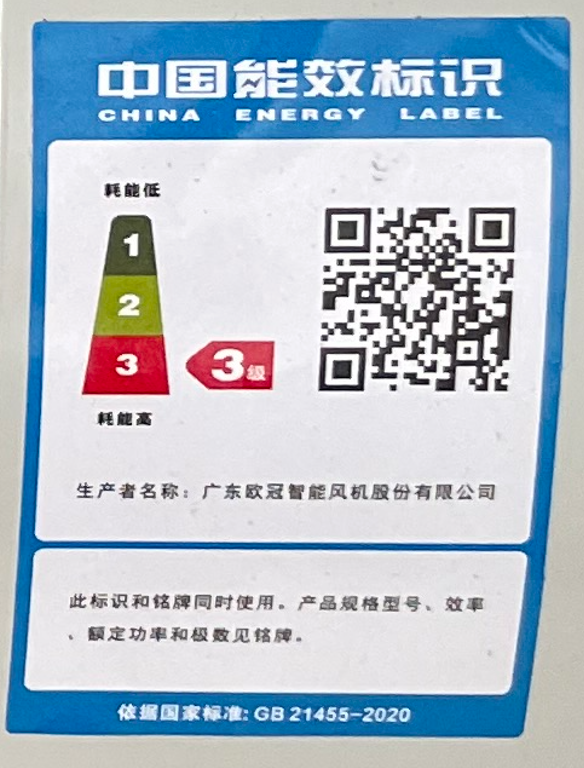 中国能效标识
CHINA ENERGY LABEL
耗能低
1
2
3
3级
耗能高
生产者名称：广东欧冠智能风机股份有限公司
此标识和铭牌同时使用。产品规格型号、效率
、额定功率和极数见铭牌。
依据国家标准: GB 21455-2020